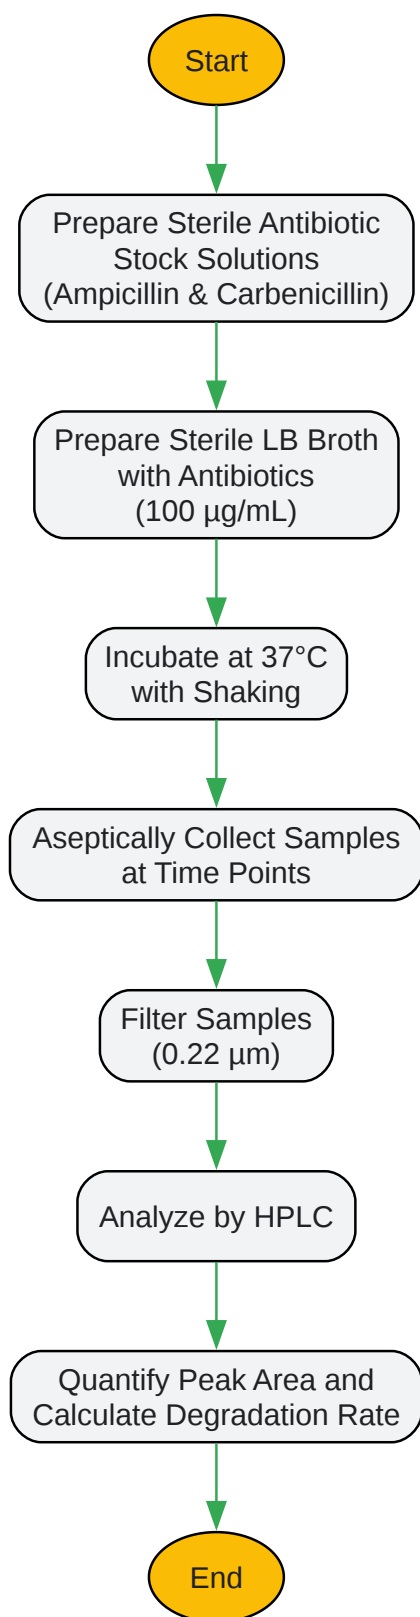 Start
Prepare Sterile Antibiotic
Stock Solutions
(Ampicillin & Carbenicillin)
Prepare Sterile LB Broth
with Antibiotics
(100 µg/mL)
Incubate at 37°C
with Shaking
Aseptically Collect Samples
at Time Points
Filter Samples
(0.22 µm)
Analyze by HPLC
Quantify Peak Area and
Calculate Degradation Rate
End